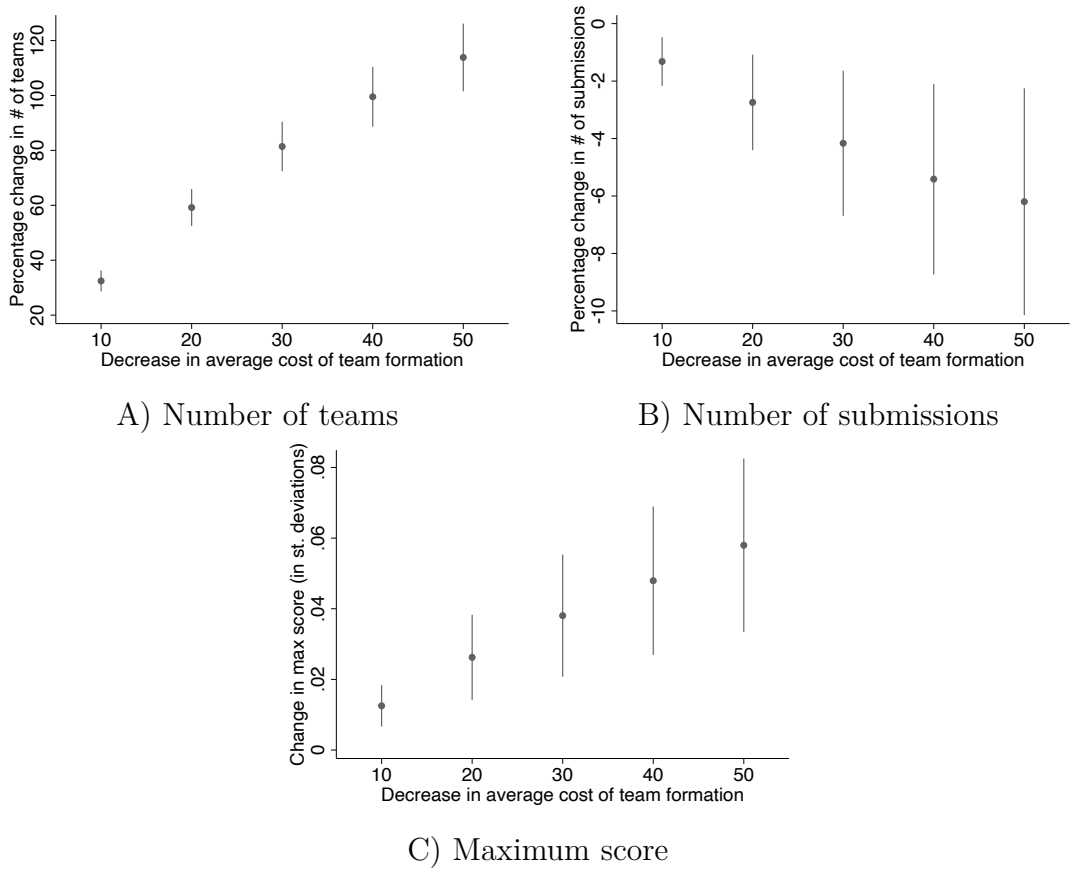 Percentage change in # of teams
120
100
80
60
40
20
10 20 30 40 50
Decrease in average cost of team formation
A) Number of teams
Percentage change in # of submissions
0
-2
-4
-6
-8
-10
10 20 30 40 50
Decrease in average cost of team formation
B) Number of submissions
Change in max score (in st. deviations)
.08
.06
.04
.02
0
10 20 30 40 50
Decrease in average cost of team formation
C) Maximum score